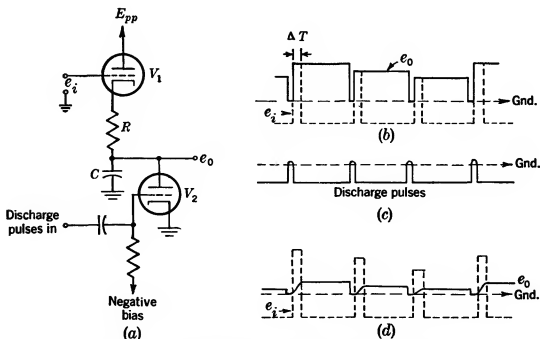 E_pp
e_i
V_1
R
C
e_0
V_2
Discharge pulses in
Negative bias
(a)
Δ T
e_0
Gnd.
e_i
(b)
Gnd.
Discharge pulses
(c)
e_0
Gnd.
e_i
(d)